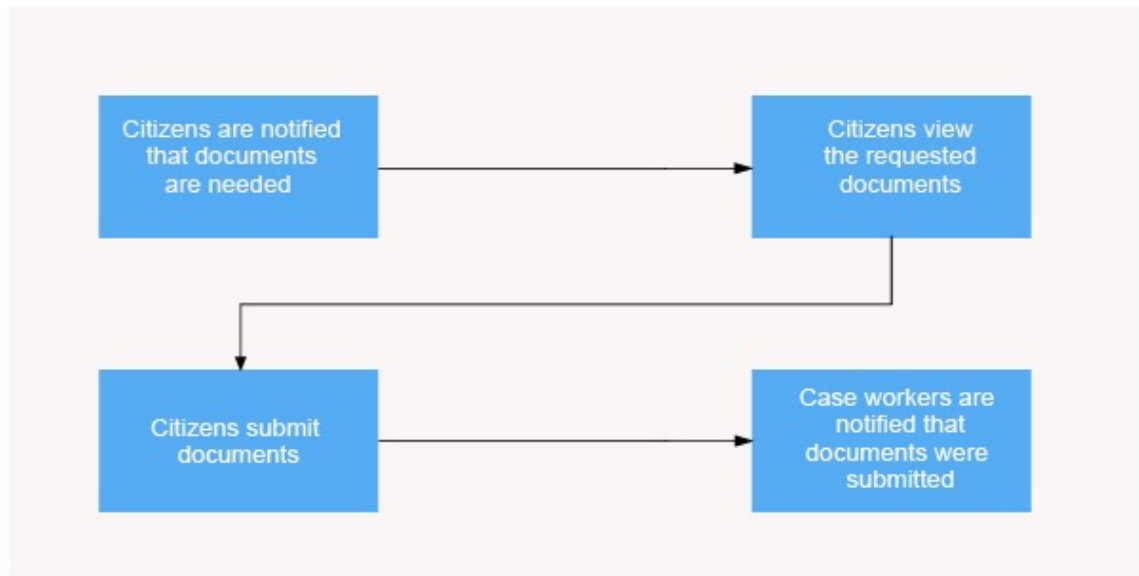 Citizens are notified
that documents
are needed
Citizens view
the requested
documents
Citizens submit
documents
Case workers are
notified that
documents were
submitted